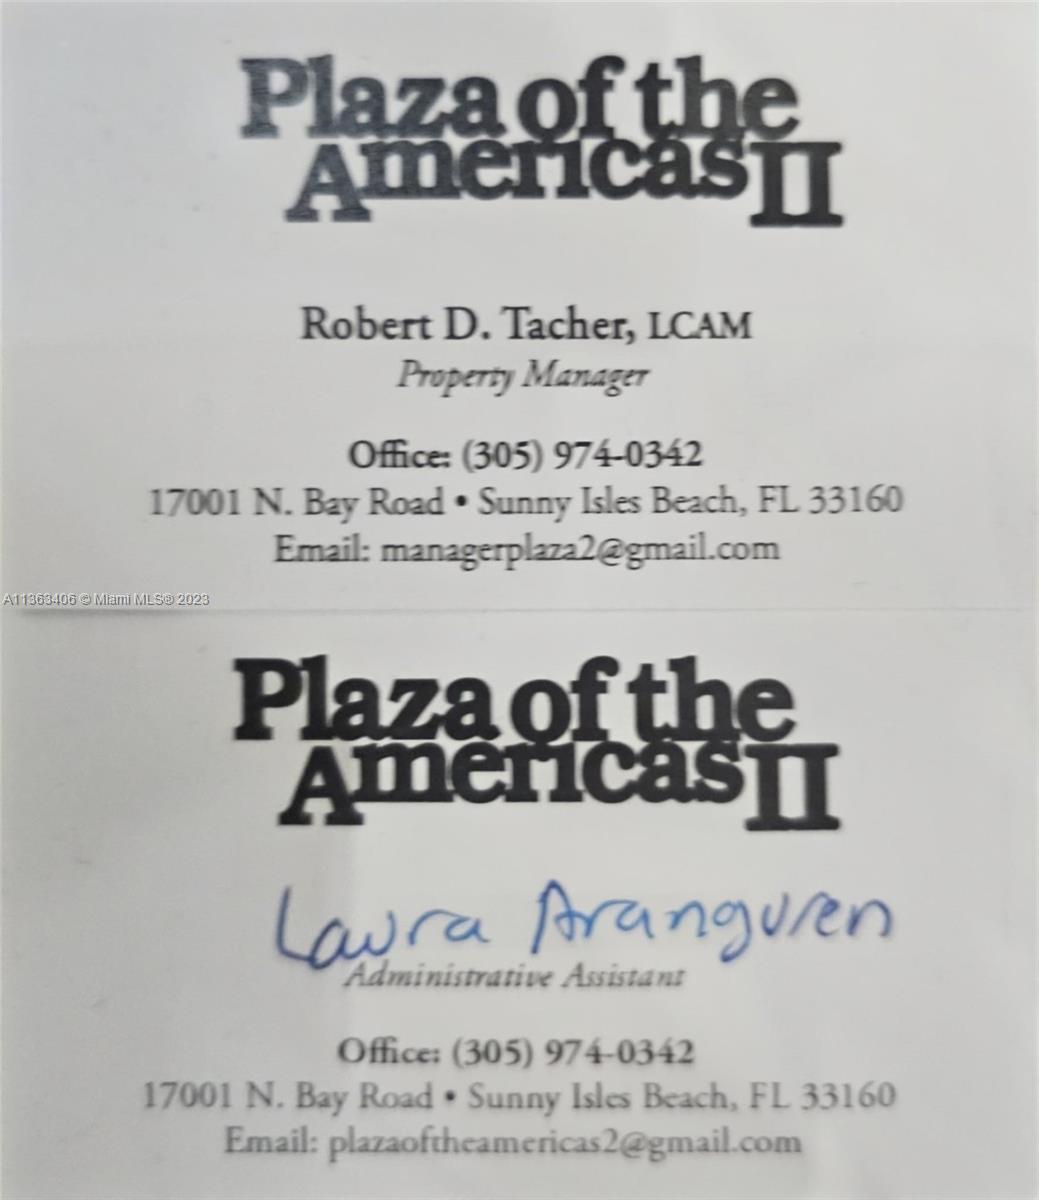 Plaza of the
Americas II
Robert D. Tacher, LCAM
Property Manager
Office: (305) 974-0342
17001 N. Bay Road • Sunny Isles Beach, FL 33160
Email: managerplaza2@gmail.com
A11363406 © Miami MLS® 2023
Plaza of the
Americas II
Laura Aranguren
Administrative Assistant
Office: (305) 974-0342
17001 N. Bay Road • Sunny Isles Beach, FL 33160
Email: plazaoftheamericas2@gmail.com